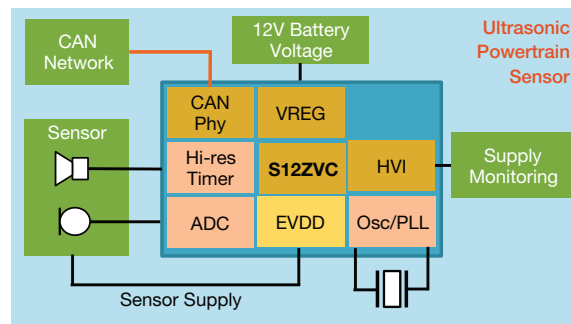 CAN
Network
12V Battery
Voltage
Ultrasonic
Powertrain
Sensor
CAN
Phy
VREG
Sensor
Hi-res
Timer
S12ZVC
HVI
Supply
Monitoring
ADC
EVDD
Osc/PLL
Sensor Supply